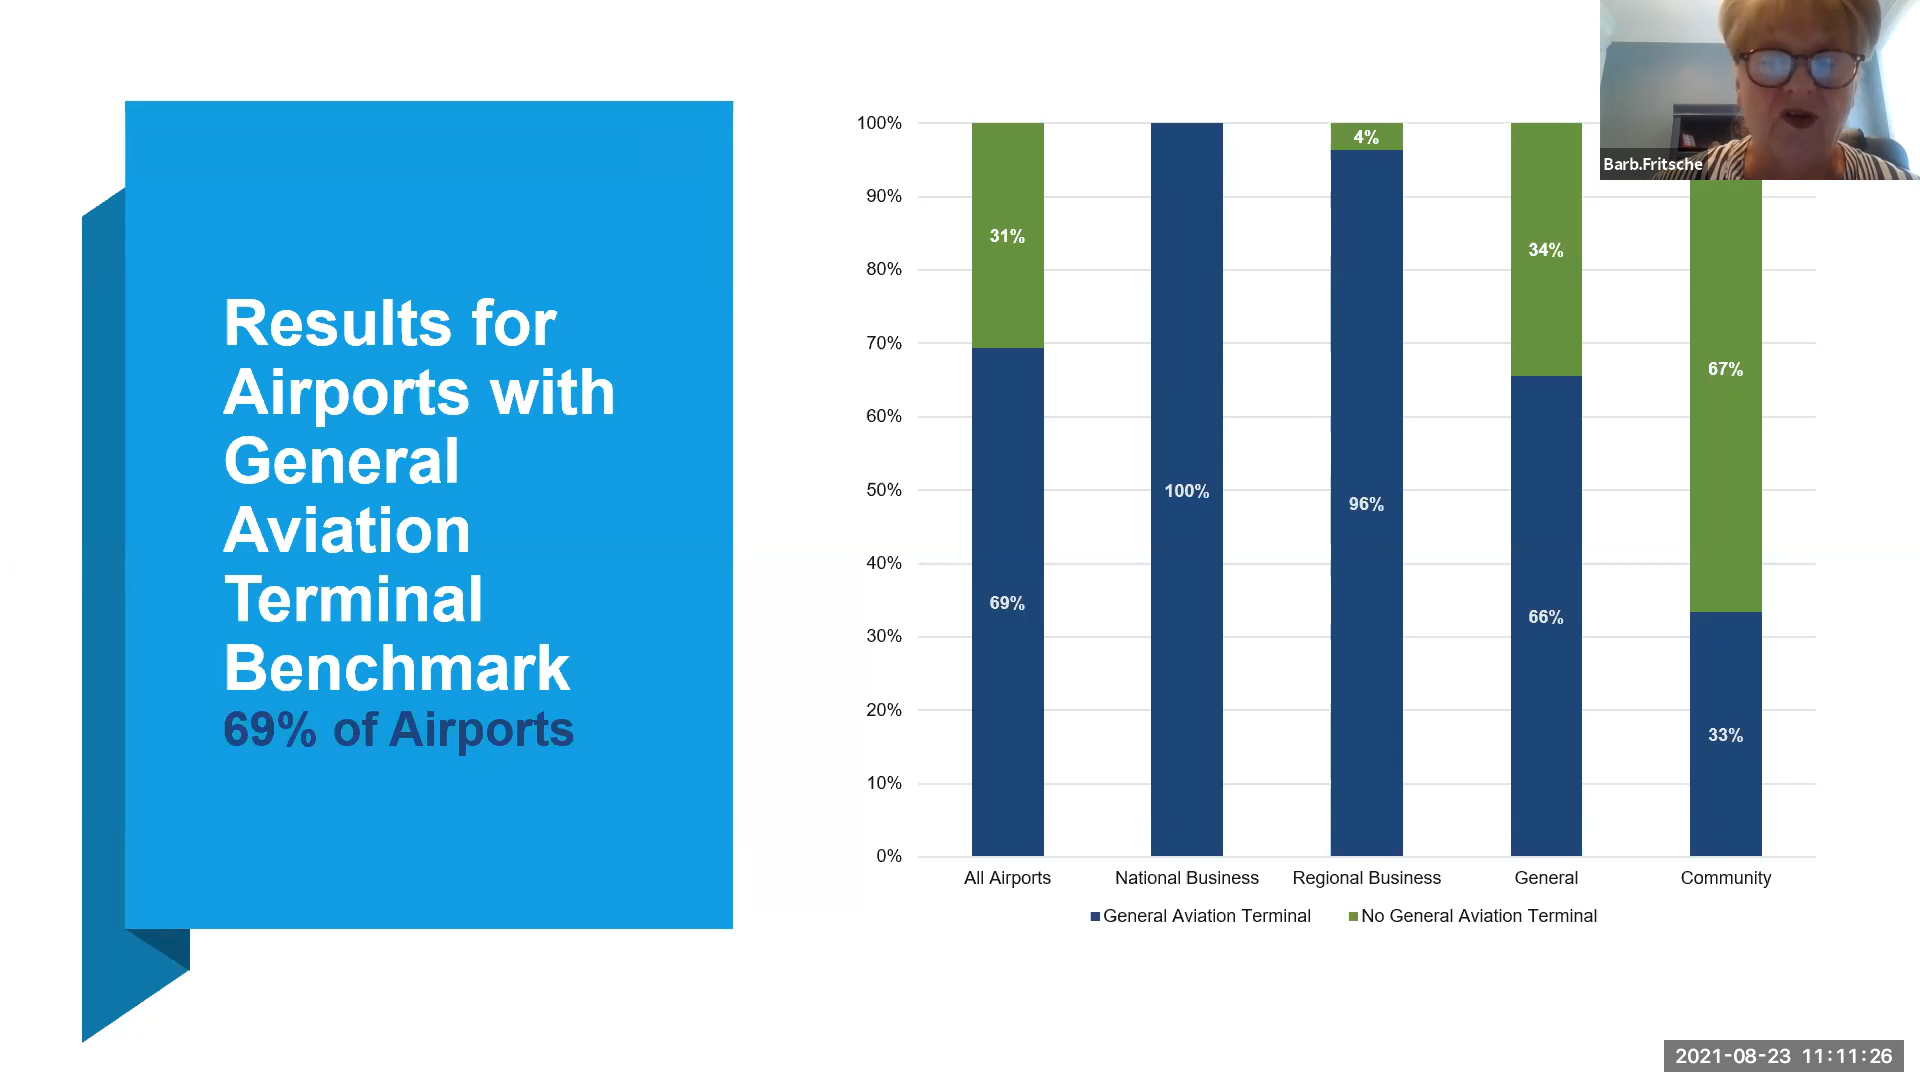 Results for
Airports with
General
Aviation
Terminal
Benchmark
69% of Airports
100%
90%
80%
70%
60%
50%
40%
30%
20%
10%
0%
31%
69%
100%
4%
96%
34%
66%
67%
33%
All Airports
National Business
Regional Business
General
Community
General Aviation Terminal
No General Aviation Terminal
Barb.Fritsche
2021-08-23 11:11:26